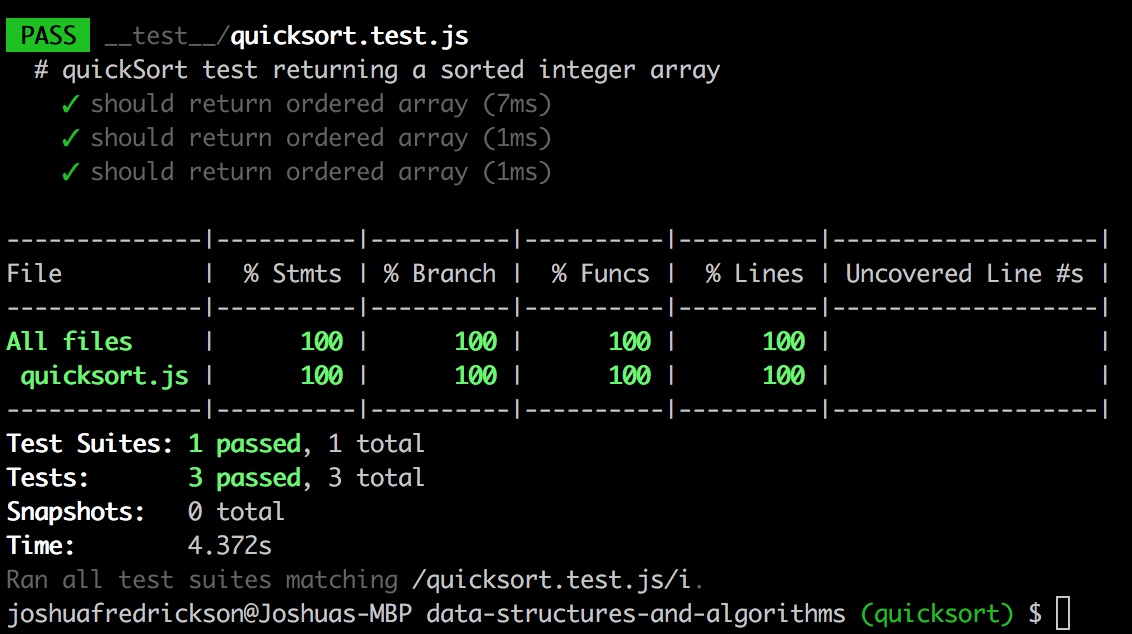 PASS __test__/quicksort.test.js
# quickSort test returning a sorted integer array
✓ should return ordered array (7ms)
✓ should return ordered array (1ms)
✓ should return ordered array (1ms)
--------------|----------|----------|----------|----------|-------------------|
File          |  % Stmts | % Branch |  % Funcs |  % Lines | Uncovered Line #s |
--------------|----------|----------|----------|----------|-------------------|
All files     |      100 |      100 |      100 |      100 |                   |
 quicksort.js |      100 |      100 |      100 |      100 |                   |
--------------|----------|----------|----------|----------|-------------------|
Test Suites: 1 passed, 1 total
Tests:       3 passed, 3 total
Snapshots:   0 total
Time:        4.372s
Ran all test suites matching /quicksort.test.js/i.
joshuafredrickson@Joshuas-MBP data-structures-and-algorithms (quicksort) $